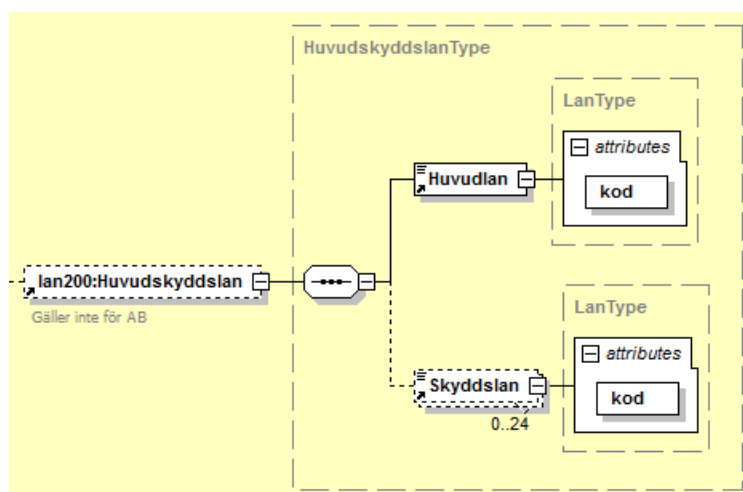 HuvudskyddslanType
LanType
attributes
Huvudlan
kod
lan200:Huvudskyddslan
Gäller inte för AB
LanType
attributes
Skyddslan
kod
0..24